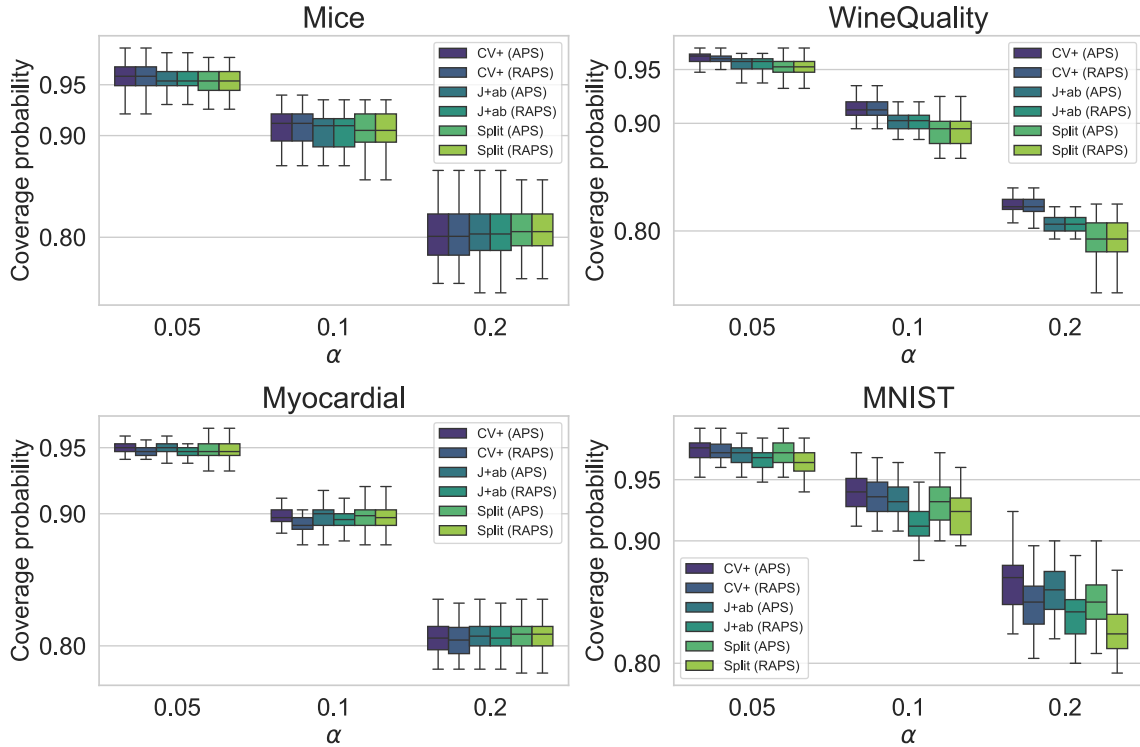 Mice
Coverage probability
0.95
0.90
0.80
CV+ (APS)
CV+ (RAPS)
J+ab (APS)
J+ab (RAPS)
Split (APS)
Split (RAPS)
0.05 0.1 0.2
α
WineQuality
Coverage probability
0.95
0.90
0.80
CV+ (APS)
CV+ (RAPS)
J+ab (APS)
J+ab (RAPS)
Split (APS)
Split (RAPS)
0.05 0.1 0.2
α
Myocardial
Coverage probability
0.95
0.90
0.80
CV+ (APS)
CV+ (RAPS)
J+ab (APS)
J+ab (RAPS)
Split (APS)
Split (RAPS)
0.05 0.1 0.2
α
MNIST
Coverage probability
0.95
0.90
0.80
CV+ (APS)
CV+ (RAPS)
J+ab (APS)
J+ab (RAPS)
Split (APS)
Split (RAPS)
0.05 0.1 0.2
α